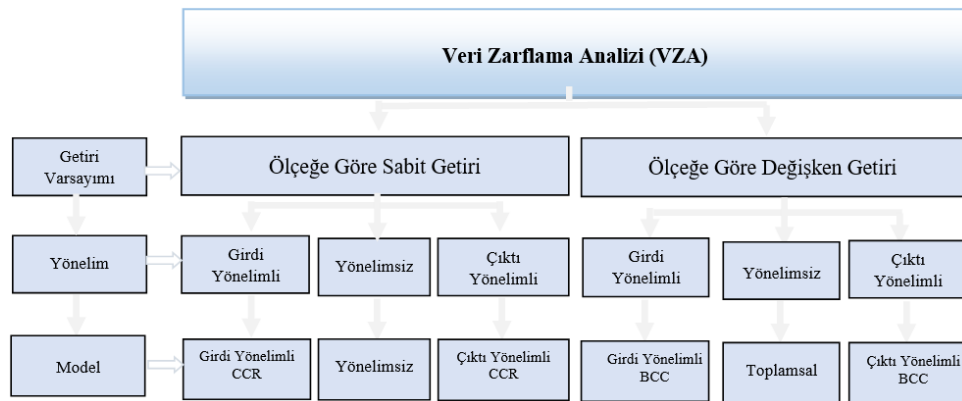 Veri Zarflama Analizi (VZA)
Getiri
Varsayımı
Ölçeğe Göre Sabit Getiri
Ölçeğe Göre Değişken Getiri
Yönelim
Girdi
Yönelimli
Yönelimsiz
Çıktı
Yönelimli
Girdi
Yönelimli
Yönelimsiz
Çıktı
Yönelimli
Model
Girdi Yönelimli
CCR
Yönelimsiz
Çıktı Yönelimli
CCR
Girdi Yönelimli
BCC
Toplamsal
Çıktı Yönelimli
BCC